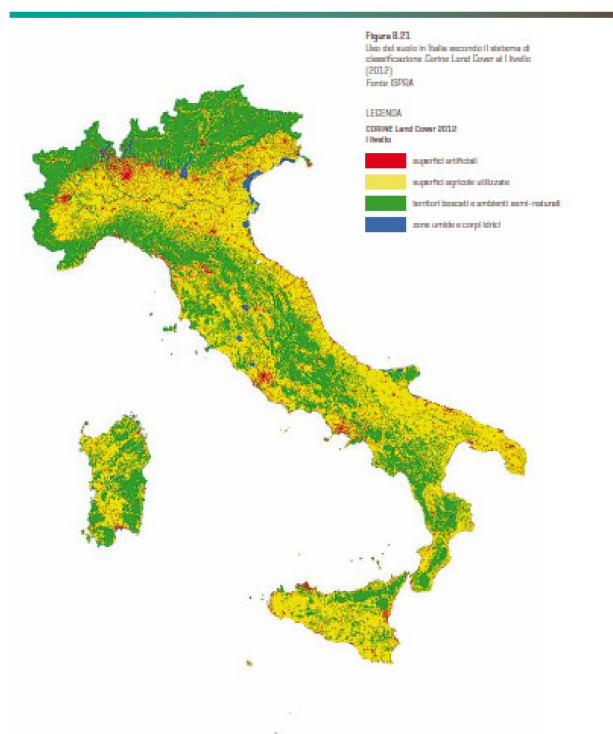 Figura 8.21
Uso del suolo in Italia secondo il sistema di
classificazione Corine Land Cover al I livello
(2012)
Fonte ISPRA
LEGENDA
CORINE Land Cover 2012
I livello
superfici artificiali
superfici agricole utilizzate
territori boscati e ambienti semi-naturali
zone umide e corpi idrici